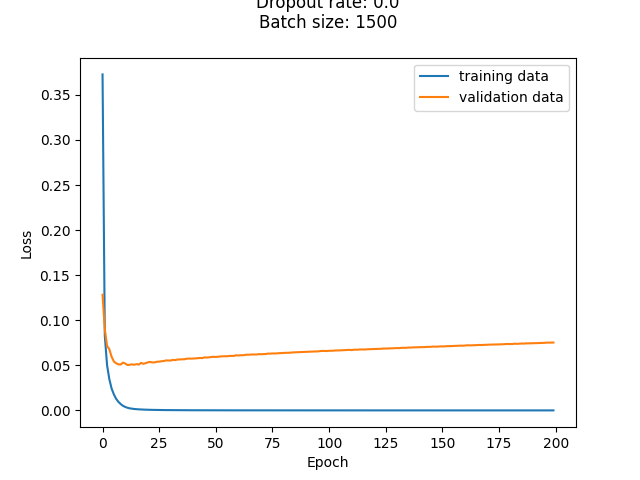 Dropout rate: 0.0
Batch size: 1500
training data
validation data
0.35
0.30
0.25
0.20
0.15
0.10
0.05
0.00
Loss
0 25 50 75 100 125 150 175 200
Epoch